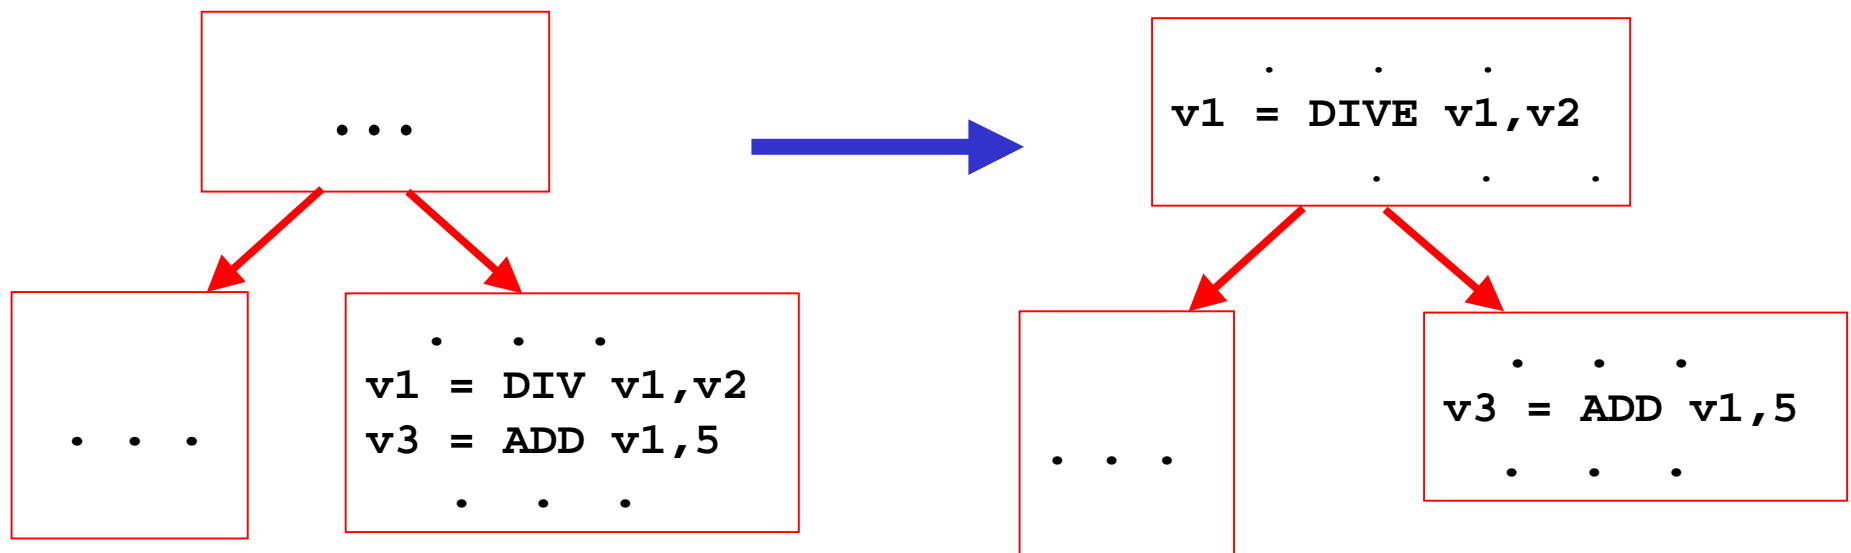 ...
. . .
v1 = DIV v1,v2
v3 = ADD v1,5
. . .
. . .
. . .
v1 = DIVE v1,v2
. . .
. . .
. . .
v3 = ADD v1,5
. . .